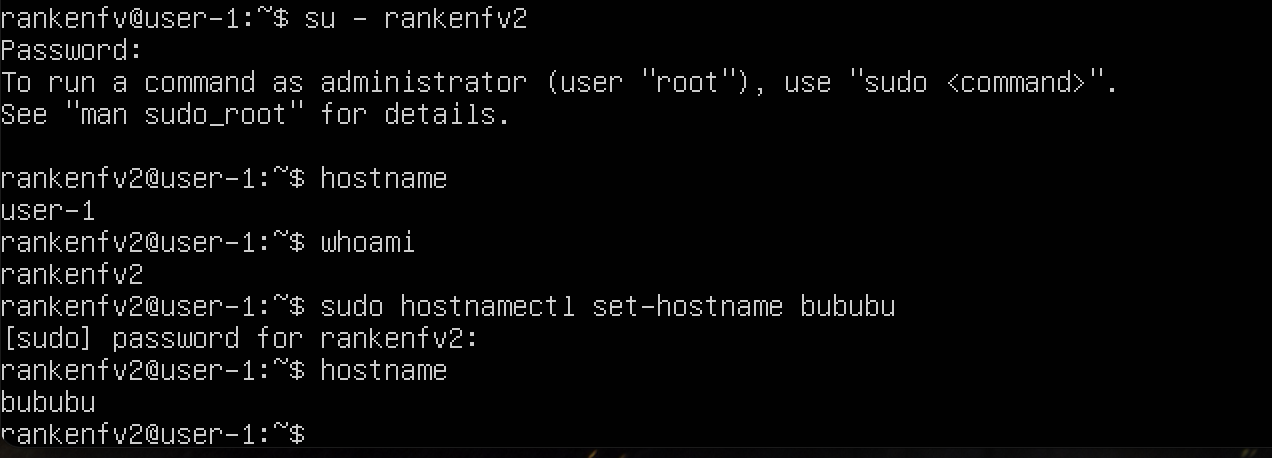 rankenfv@user-1:~$ su - rankenfv2
Password:
To run a command as administrator (user "root"), use "sudo <command>".
See "man sudo_root" for details.

rankenfv2@user-1:~$ hostname
user-1
rankenfv2@user-1:~$ whoami
rankenfv2
rankenfv2@user-1:~$ sudo hostnamectl set-hostname bububu
[sudo] password for rankenfv2:
rankenfv2@user-1:~$ hostname
bububu
rankenfv2@user-1:~$